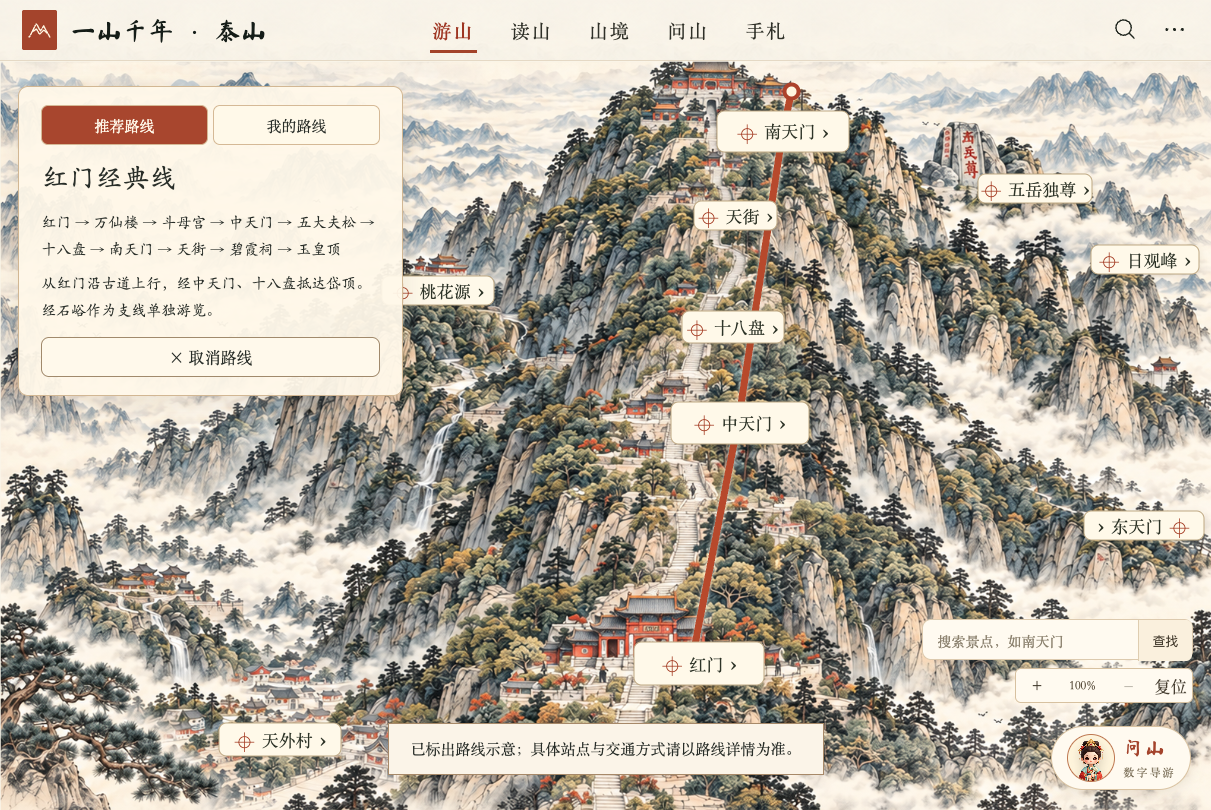 一山千年 · 泰山
游山
读山
山境
问山
手札
推荐路线
我的路线
红门经典线
红门 → 万仙楼 → 斗母宫 → 中天门 → 五大夫松 →
十八盘 → 南天门 → 天街 → 碧霞祠 → 玉皇顶
从红门沿古道上行，经中天门、十八盘抵达岱顶。
经石峪作为支线单独游览。
× 取消路线
南天门 ›
五岳独尊
五岳独尊 ›
天街 ›
日观峰 ›
桃花源 ›
十八盘 ›
中天门 ›
› 东天门
红门 ›
天外村 ›
搜索景点，如南天门
查找
+ 100% − 复位
已标出路线示意；具体站点与交通方式请以路线详情为准。
问山
数字导游